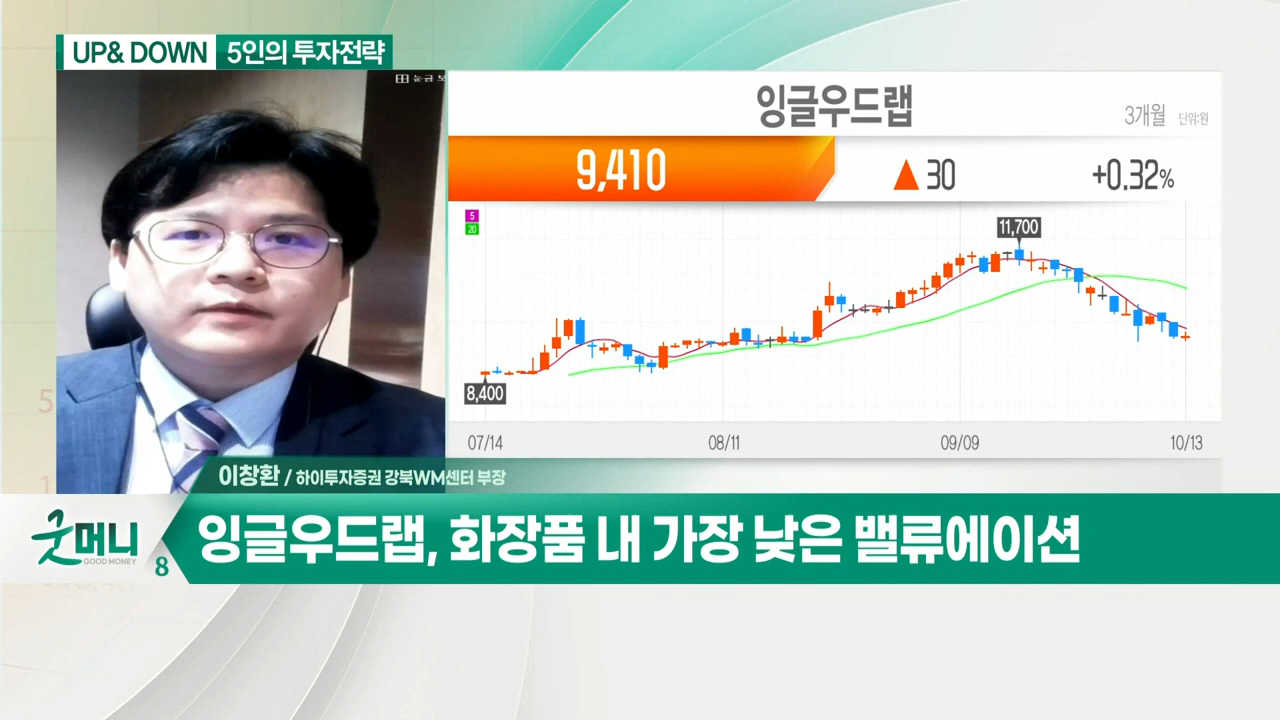 UP& DOWN 5인의 투자전략
잉글우드랩
3개월 단위:원
9,410 ▲ 30 +0.32%
5
20
11,700
8,400
07/14 08/11 09/09 10/13
이창환 / 하이투자증권 강북WM센터 부장
굿머니
GOOD MONEY
8
잉글우드랩, 화장품 내 가장 낮은 밸류에이션
5
1